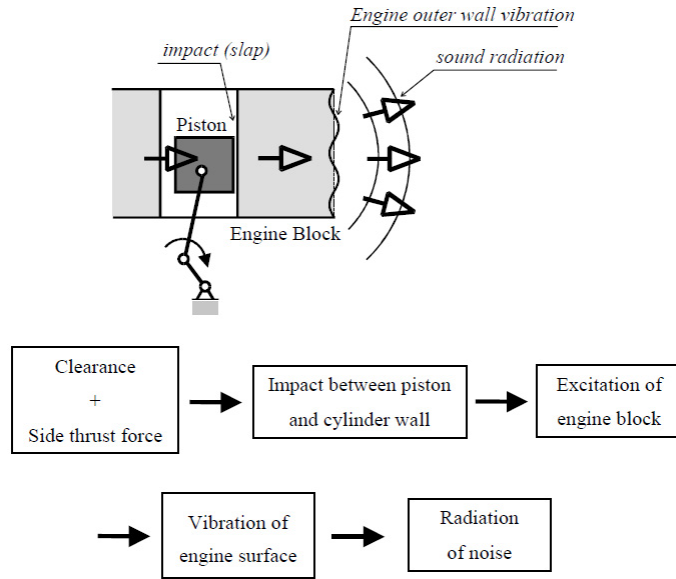 Engine outer wall vibration
impact (slap)
sound radiation
Piston
Engine Block
Clearance
+
Side thrust force
Impact between piston
and cylinder wall
Excitation of
engine block
Vibration of
engine surface
Radiation
of noise